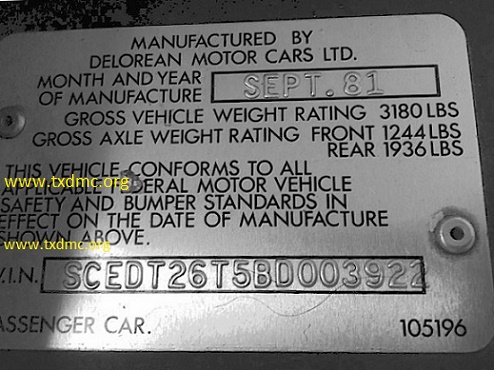 MANUFACTURED BY
DELOREAN MOTOR CARS LTD.
MONTH AND YEAR
OF MANUFACTURE SEPT.81
GROSS VEHICLE WEIGHT RATING 3180 LBS
GROSS AXLE WEIGHT RATING FRONT 1244 LBS
REAR 1936 LBS
THIS VEHICLE CONFORMS TO ALL
www.txdmc.org
MOTOR VEHICLE
SAFETY AND BUMPER STANDARDS IN
EFFECT ON THE DATE OF MANUFACTURE
SHOWN ABOVE.
www.txdmc.org
V.I.N. SCEDT26T5BD003922
PASSENGER CAR. 105196